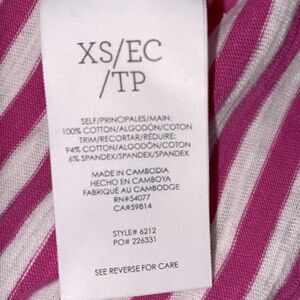 XS/EC
/TP
SELF/PRINCIPALES/MAIN:
100% COTTON/ALGODÓN/COTON
TRIM/RECORTAR/RÉDUIRE:
94% COTTON/ALGODÓN/COTON
6% SPANDEX/SPANDEX/SPANDEX
MADE IN CAMBODIA
HECHO EN CAMBOYA
FABRIQUÉ AU CAMBODGE
RN#54077
CA#59814
STYLE# 6212
PO# 226331
SEE REVERSE FOR CARE